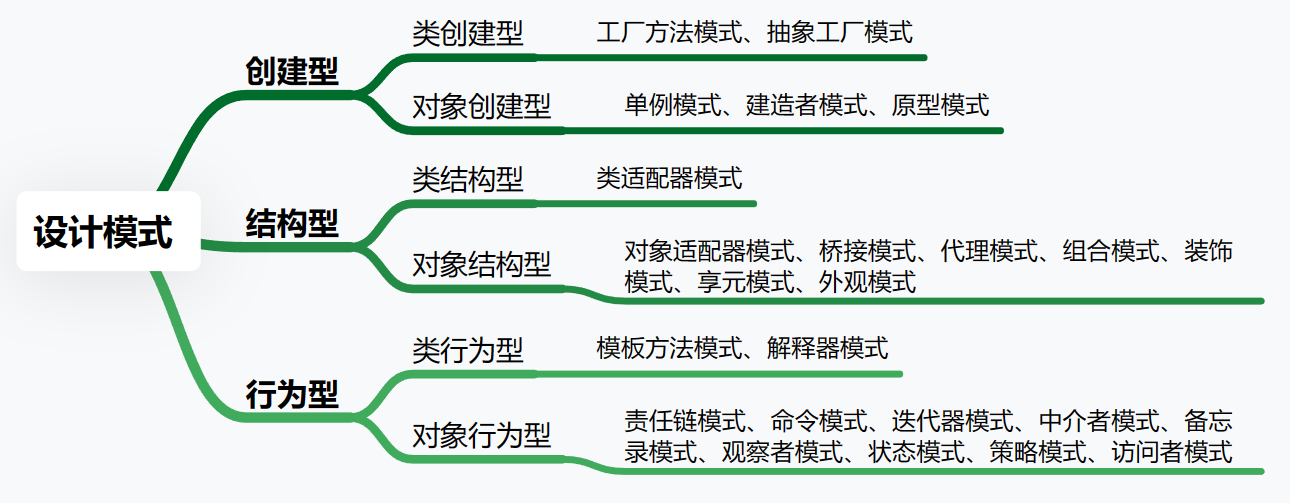 设计模式
创建型
类创建型
工厂方法模式、抽象工厂模式
对象创建型
单例模式、建造者模式、原型模式
结构型
类结构型
类适配器模式
对象结构型
对象适配器模式、桥接模式、代理模式、组合模式、装饰
模式、享元模式、外观模式
行为型
类行为型
模板方法模式、解释器模式
对象行为型
责任链模式、命令模式、迭代器模式、中介者模式、备忘
录模式、观察者模式、状态模式、策略模式、访问者模式